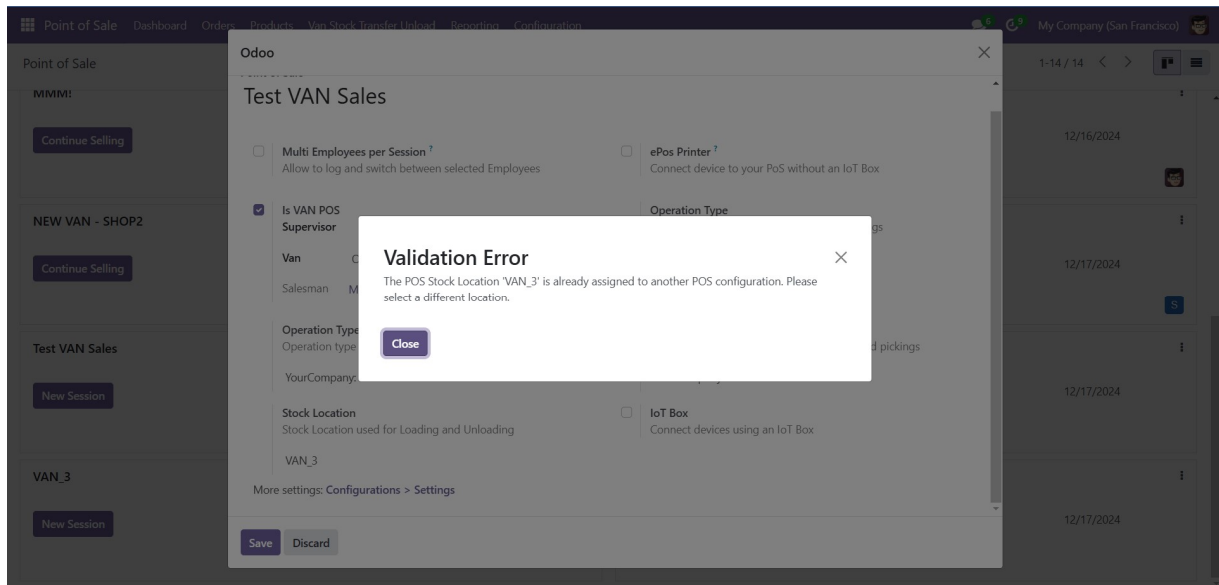 Point of Sale Dashboard Orders Products Van Stock Transfer Unload Reporting Configuration 6 9 My Company (San Francisco)
Point of Sale
1-14 / 14
Odoo
Test VAN Sales
Multi Employees per Session ?
Allow to log and switch between selected Employees
ePos Printer ?
Connect device to your PoS without an IoT Box
Is VAN POS
Supervisor
Van
Salesman M
Operation Type
gs
Operation Type
Operation type
d pickings
YourCompany:
Stock Location
Stock Location used for Loading and Unloading
VAN_3
IoT Box
Connect devices using an IoT Box
More settings: Configurations > Settings
Save Discard
Validation Error
The POS Stock Location 'VAN_3' is already assigned to another POS configuration. Please
select a different location.
Close
MMM!
Continue Selling
12/16/2024
NEW VAN - SHOP2
Continue Selling
12/17/2024
S
Test VAN Sales
New Session
12/17/2024
VAN_3
New Session
12/17/2024